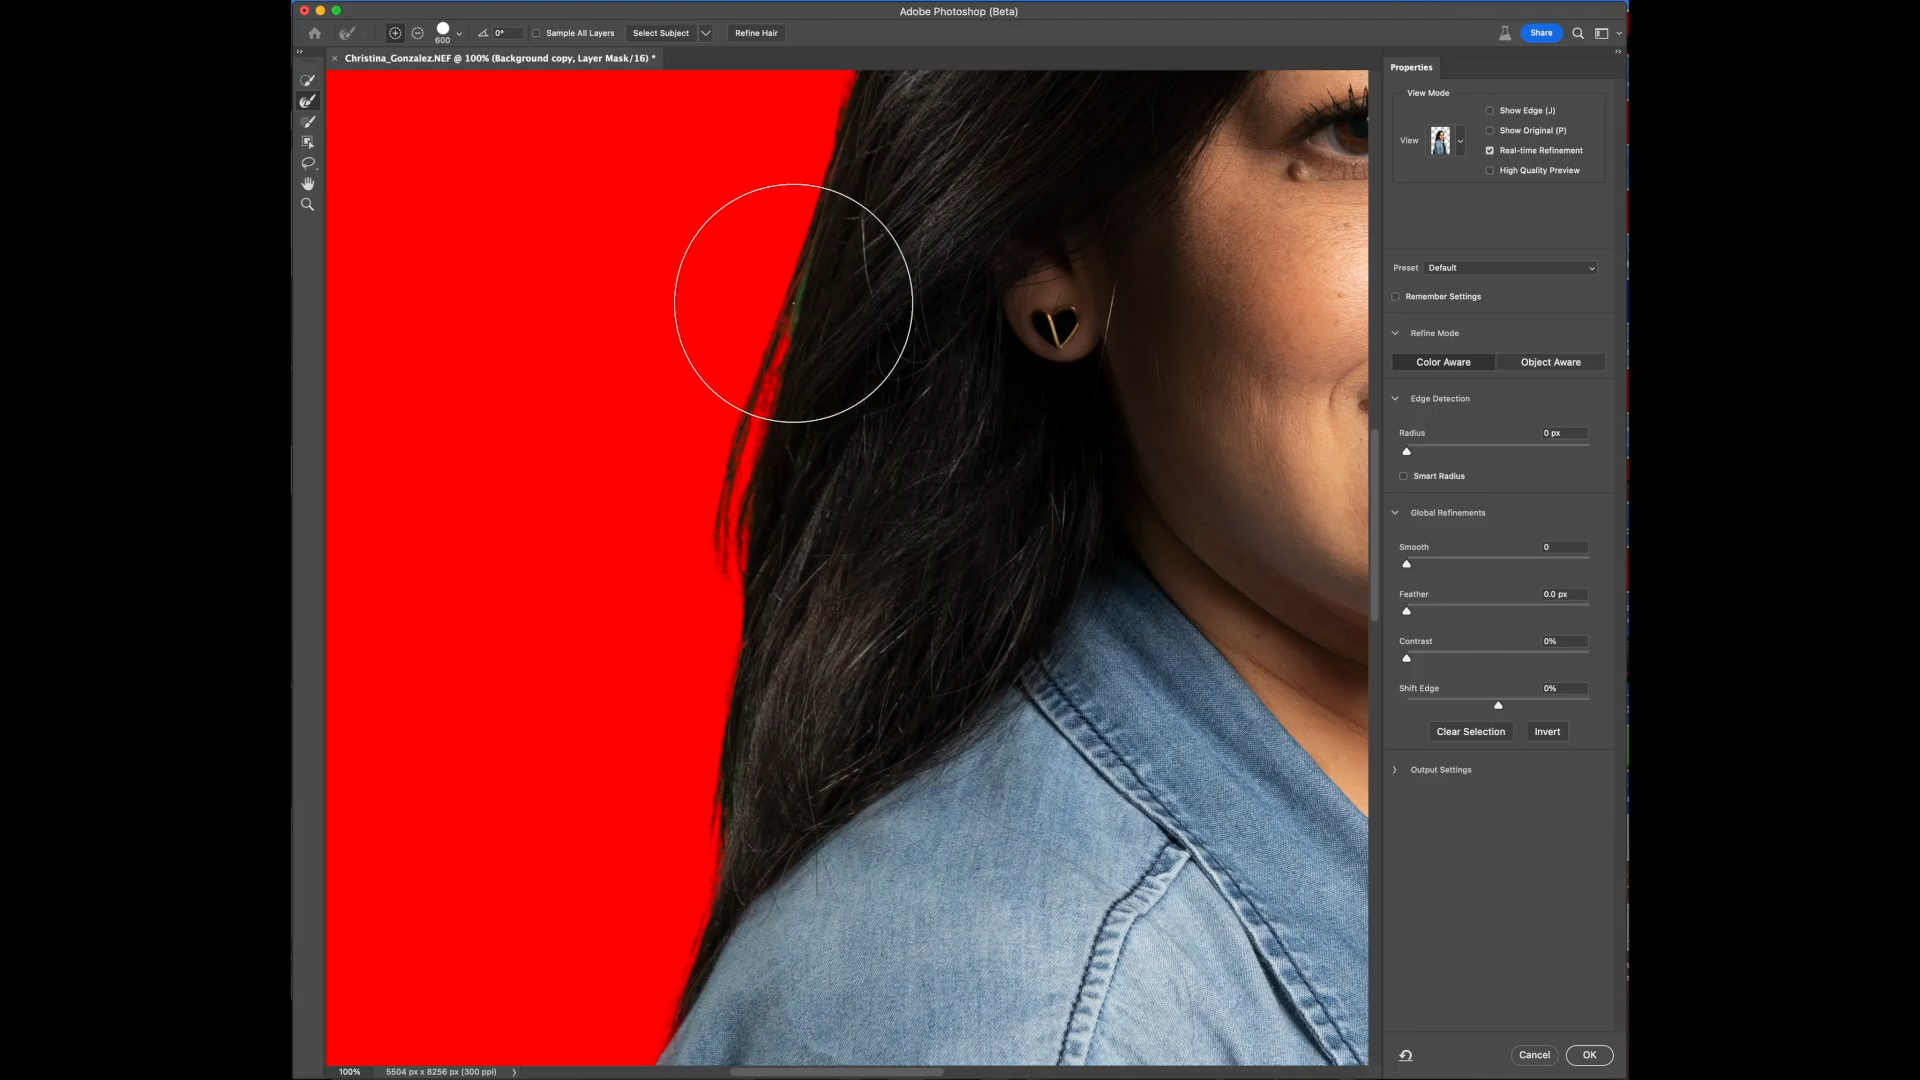 Adobe Photoshop (Beta)
600
0°
Sample All Layers
Select Subject
Refine Hair
Share
Christina_Gonzalez.NEF @ 100% (Background copy, Layer Mask/16) *
Properties
View Mode
View
Show Edge (J)
Show Original (P)
Real-time Refinement
High Quality Preview
Preset
Default
Remember Settings
Refine Mode
Color Aware
Object Aware
Edge Detection
Radius
0 px
Smart Radius
Global Refinements
Smooth
0
Feather
0.0 px
Contrast
0%
Shift Edge
0%
Clear Selection
Invert
Output Settings
Cancel
OK
100%
5504 px x 8256 px (300 ppi)